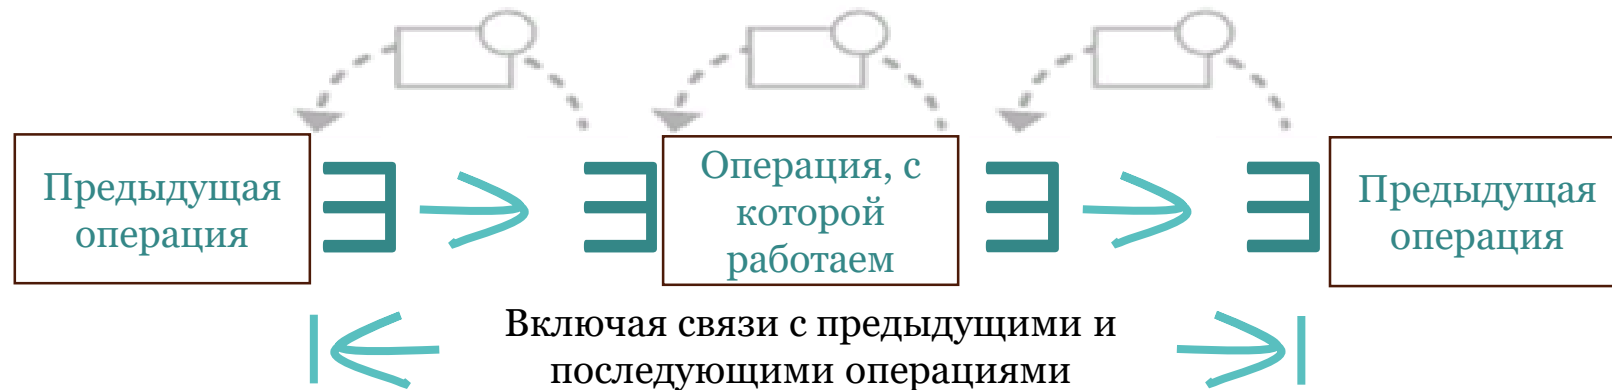 Предыдущая
операция
Операция, с
которой
работаем
Предыдущая
операция
Включая связи с предыдущими и
последующими операциями